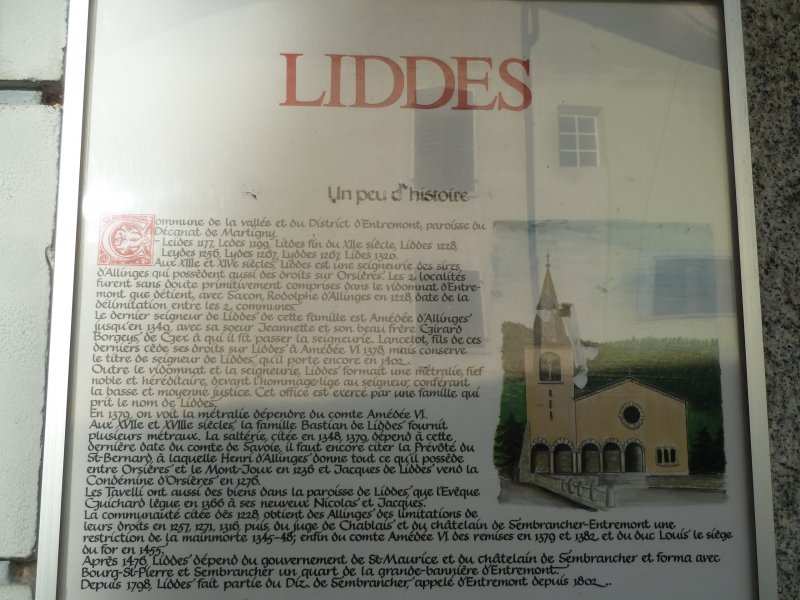 LIDDES
Un peu d'histoire
Commune de la vallée et du District d'Entremont, paroisse du
Décanat de Martigny.
- Leides 1177, Ledes 1199, Litdes fin du XIIe siècle, Liddes 1228
Leydes 1256, Lydes 1267, Lyddes 1267, Lides 1320.
Aux XIIIe et XIVe siècles, Liddes est une seigneurie des sires
d'Allinges qui possèdent aussi des droits sur Orsières. Les 2 localités
furent sans doute primitivement comprises dans le vidomnat d'Entre-
mont que détient, avec Saxon, Rodolphe d'Allinges en 1228, date de la
délimitation entre les 2 communes.
Le dernier seigneur de Liddes de cette famille est Amédée d'Allinges
jusqu'en 1349, avec sa soeur Jeannette et son beau frère Girard
Borgeys, de Gex à qui il fit passer la seigneurie. Lancelot, fils de ces
derniers cède ses droits sur Liddes à Amédée VI 1378 mais conserve
le titre de seigneur de Liddes, qu'il porte encore en 1402.
Outre le vidomnat et la seigneurie, Liddes formait une métralie, fief
noble et héréditaire, devant l'hommage-lige au seigneur, conférant
la basse et moyenne justice. Cet office est exercé par une famille qui
prit le nom de Liddes.
En 1379, on voit la métralie dépendre du comte Amédée VI.
Aux XVIIe et XVIIIe siècles, la famille Bastian de Liddes fournit
plusieurs métraux. La saltérie, citée en 1348, 1379, dépend à cette
dernière date du comte de Savoie, il faut encore citer la Prévôté du
St-Bernard, à laquelle Henri d'Allinges donne tout ce qu'il possède
entre Orsières et le Mont-Joux en 1236 et Jacques de Liddes vend la
Condémine d'Orsières en 1276.
Les Tavelli ont aussi des biens dans la paroisse de Liddes, que l'Evêque
Guichard lègue en 1366 à ses neuveux Nicolas et Jacques.
La communauté citée dès 1228, obtient des Allinges des limitations de
leurs droits en 1257, 1271, 1316, puis, du juge de Chablais et du châtelain de Sembrancher-Entremont une
restriction de la mainmorte 1345-48; enfin du comte Amédée VI des remises en 1379 et 1382, et du duc Louis le siège
du for en 1455.
Après 1476, Liddes dépend du gouvernement de St-Maurice et du châtelain de Sembrancher et forma avec
Bourg-St-Pierre et Sembrancher un quart de la grande-bannière d'Entremont.
Depuis 1798, Liddes fait partie du Diz. de Sembrancher, appelé d'Entremont depuis 1802...